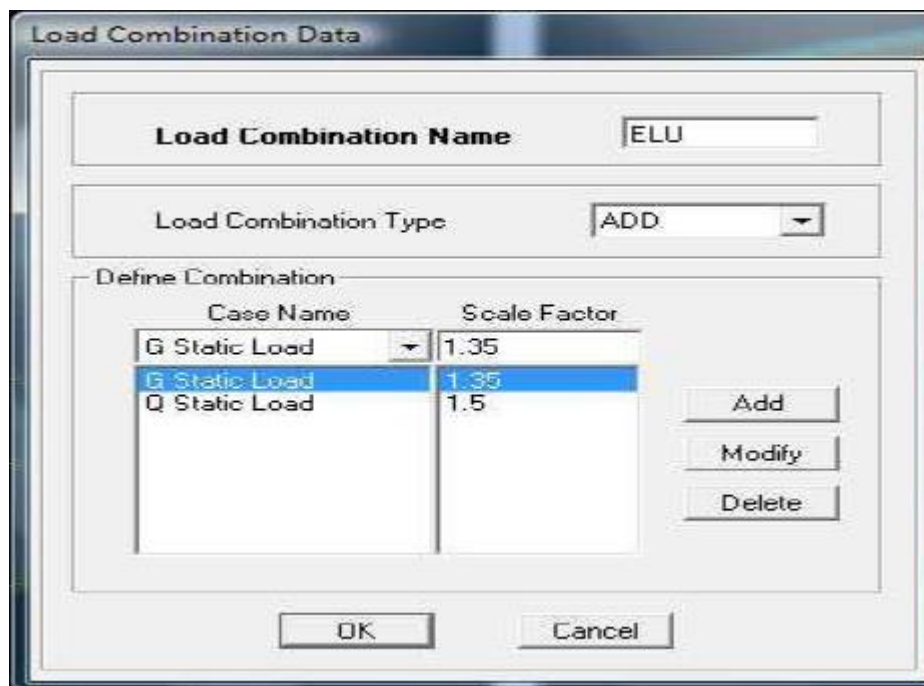 Load Combination Data
Load Combination Name ELU
Load Combination Type ADD
Define Combination
Case Name Scale Factor
G Static Load 1.35
G Static Load 1.35
Q Static Load 1.5
Add
Modify
Delete
OK Cancel